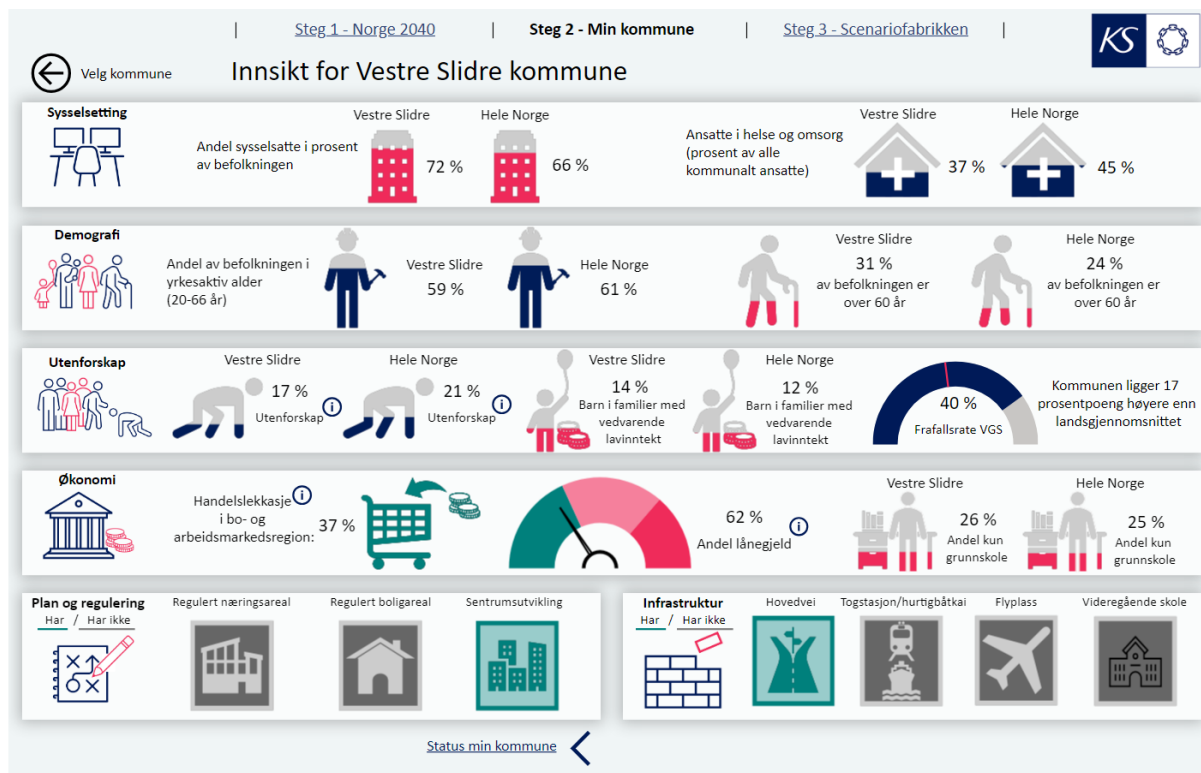 Steg 1 - Norge 2040
Steg 2 - Min kommune
Steg 3 - Scenariofabrikken
KS
Velg kommune
Innsikt for Vestre Slidre kommune
Sysselsetting
Andel sysselsatte i prosent
av befolkningen
Vestre Slidre
72 %
Hele Norge
66 %
Ansatte i helse og omsorg
(prosent av alle
kommunalt ansatte)
Vestre Slidre
37 %
Hele Norge
45 %
Demografi
Andel av befolkningen i
yrkesaktiv alder
(20-66 år)
Vestre Slidre
59 %
Hele Norge
61 %
Vestre Slidre
31 %
av befolkningen er
over 60 år
Hele Norge
24 %
av befolkningen er
over 60 år
Utenforskap
Vestre Slidre
17 %
Utenforskap
i
Hele Norge
21 %
Utenforskap
i
Vestre Slidre
14 %
Barn i familier med
vedvarende
lavinntekt
Hele Norge
12 %
Barn i familier med
vedvarende
lavinntekt
40 %
Frafallsrate VGS
Kommunen ligger 17
prosentpoeng høyere enn
landsgjennomsnittet
Økonomi
Handelslekkasje
i
i bo- og
arbeidsmarkedsregion:
37 %
62 %
Andel lånegjeld
i
Vestre Slidre
26 %
Andel kun
grunnskole
Hele Norge
25 %
Andel kun
grunnskole
Plan og regulering
Har / Har ikke
Regulert næringsareal
Regulert boligareal
Sentrumsutvikling
Infrastruktur
Har / Har ikke
Hovedvei
Togstasjon/hurtigbåtkai
Flyplass
Videregående skole
Status min kommune